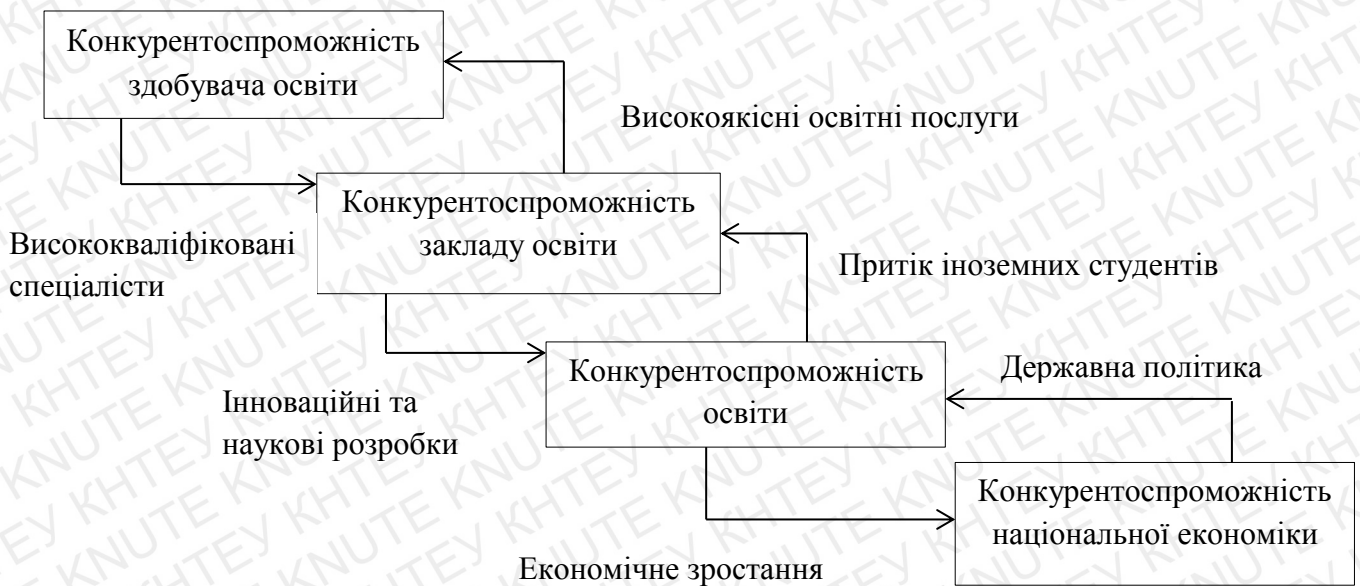 Конкурентоспроможність
здобувача освіти
Високоякісні освітні послуги
Конкурентоспроможність
закладу освіти
Висококваліфіковані
спеціалісти
Притік іноземних студентів
Конкурентоспроможність
освіти
Державна політика
Інноваційні та
наукові розробки
Конкурентоспроможність
національної економіки
Економічне зростання